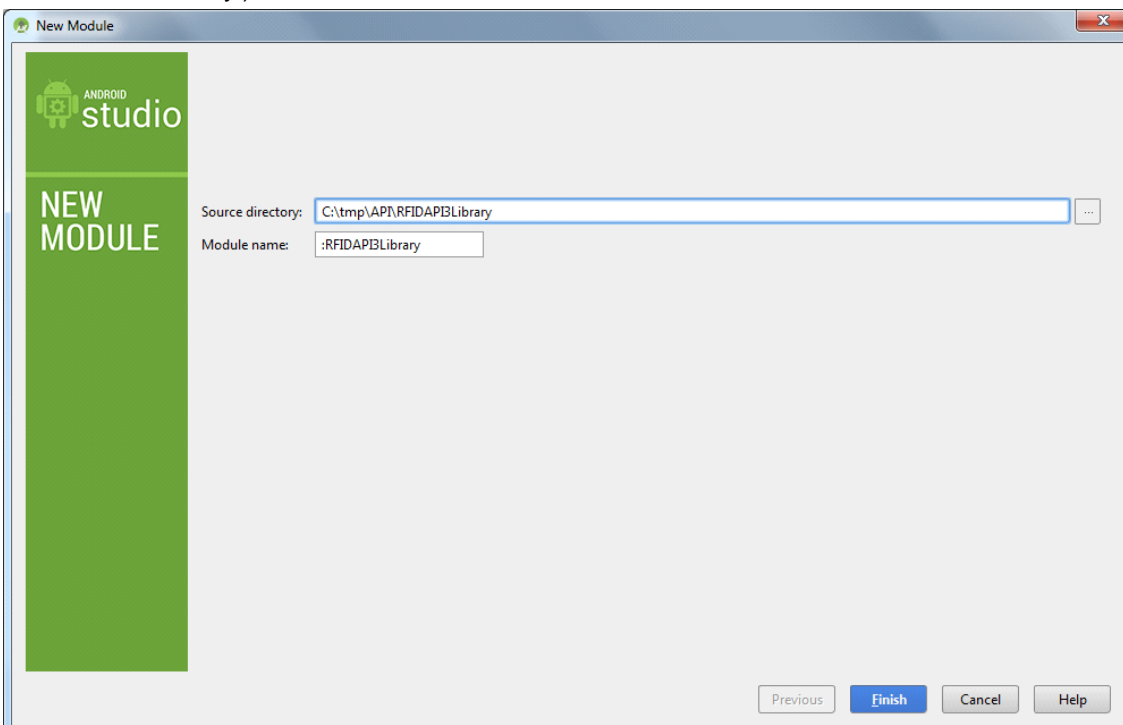 New Module
ANDROID
studio
NEW
MODULE
Source directory: C:\tmp\API\RFIDAPI3Library ...
Module name: :RFIDAPI3Library
Previous Finish Cancel Help